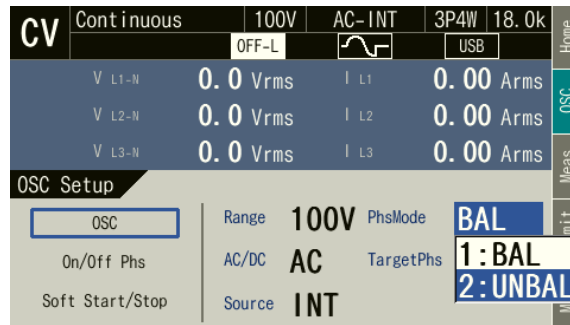 CV Continuous 100V AC-INT 3P4W 18.0k
OFF-L USB
V L1-N 0.0 Vrms I L1 0.00 Arms
V L2-N 0.0 Vrms I L2 0.00 Arms
V L3-N 0.0 Vrms I L3 0.00 Arms
OSC Setup
OSC Range 100V PhsMode BAL
On/Off Phs AC/DC AC TargetPhs 1:BAL
2:UNBAL
Soft Start/Stop Source INT
Home
OSC
Meas